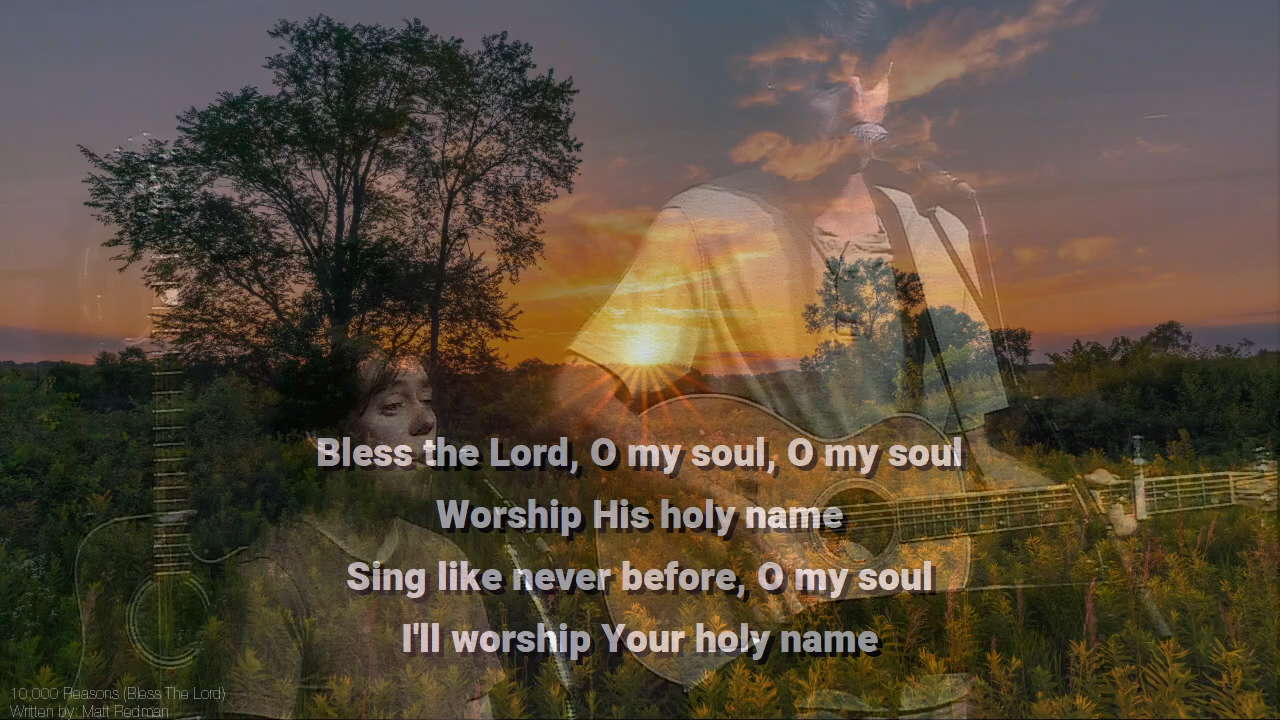 Bless the Lord, O my soul, O my soul
Worship His holy name
Sing like never before, O my soul
I'll worship Your holy name
10,000 Reasons (Bless The Lord)
Written by: Matt Redman